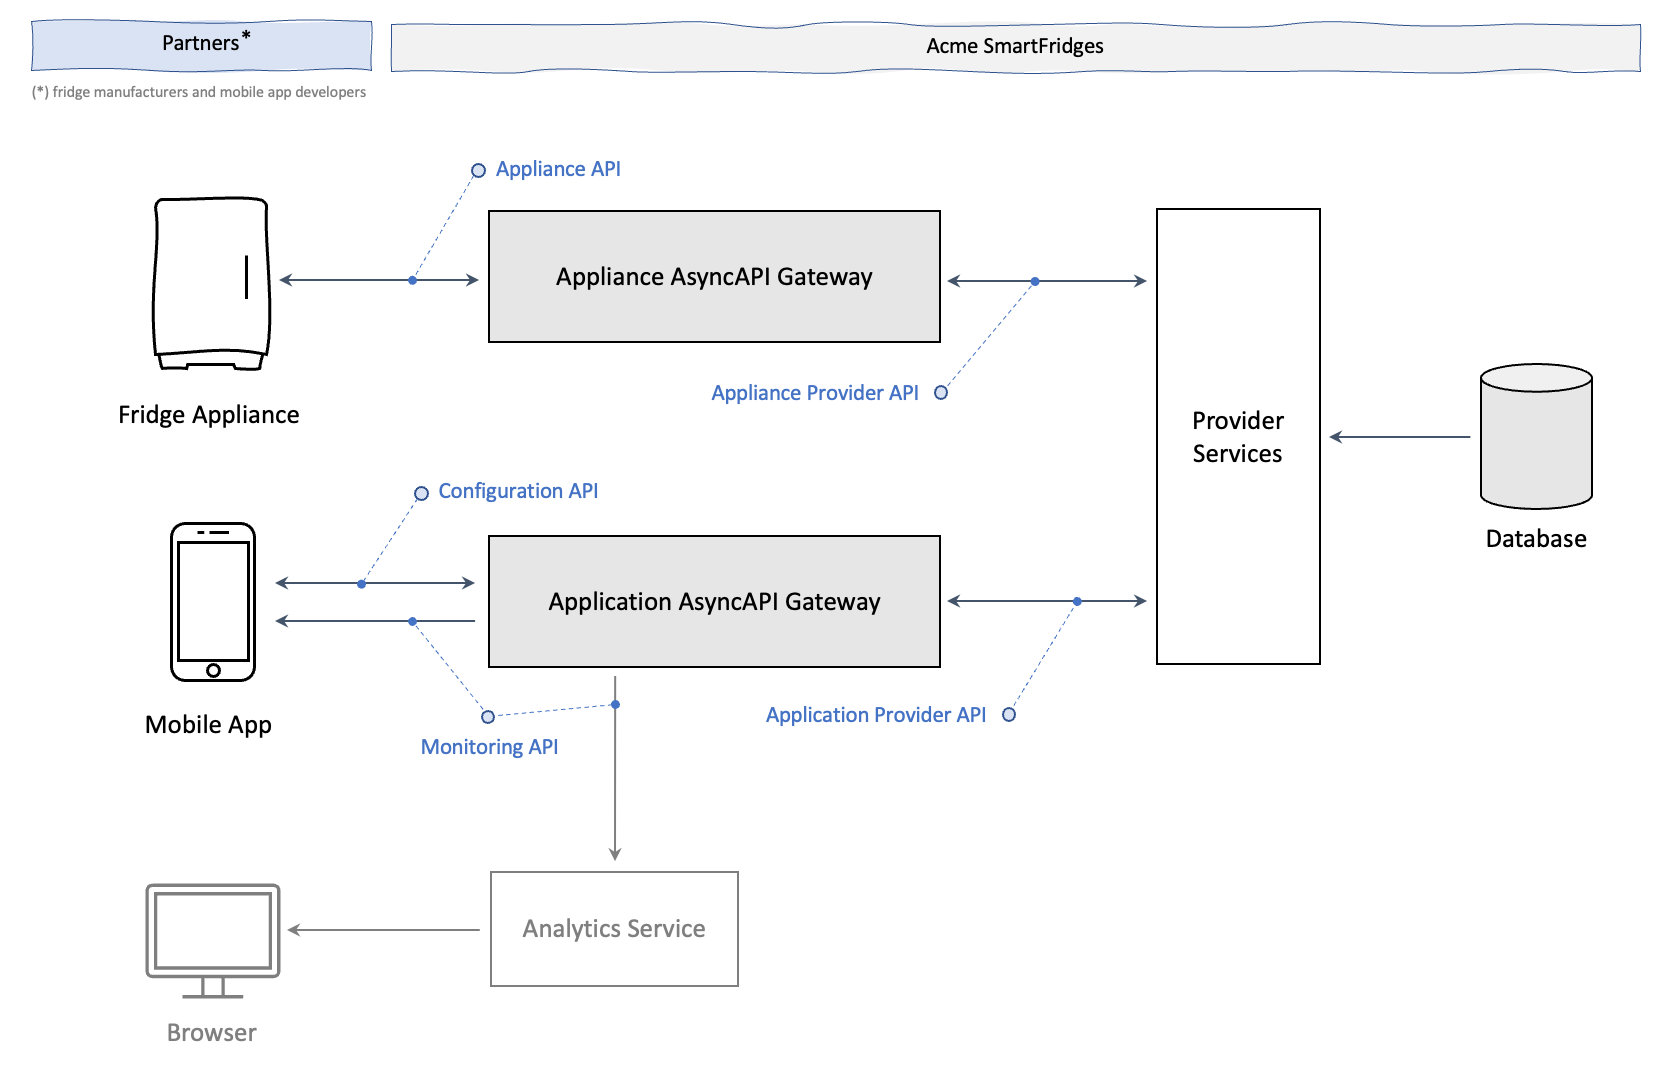 Partners*
Acme SmartFridges
(*) fridge manufacturers and mobile app developers
Appliance API
Appliance AsyncAPI Gateway
Appliance Provider API
Fridge Appliance
Provider
Services
Configuration API
Database
Application AsyncAPI Gateway
Application Provider API
Mobile App
Monitoring API
Analytics Service
Browser